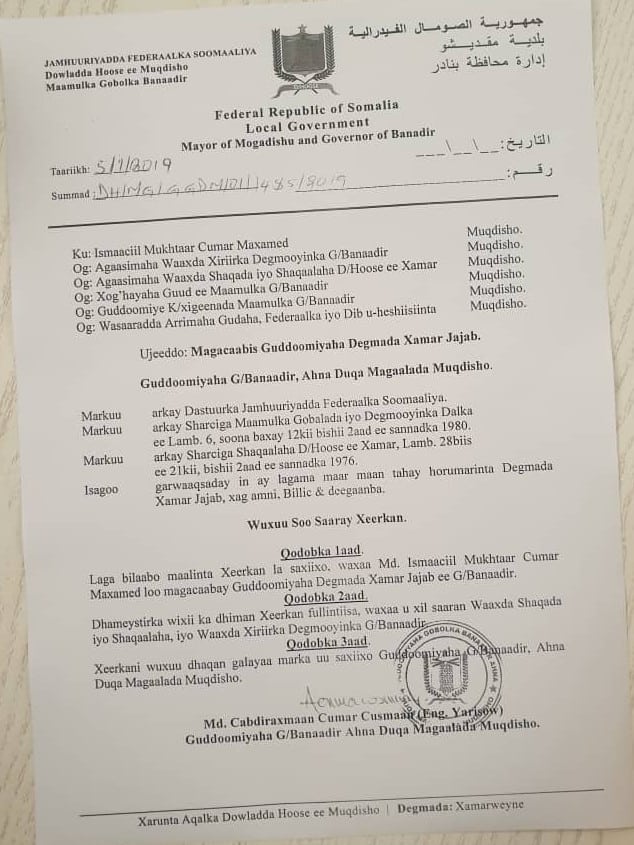 JAMHUURIYADDA FEDERAALKA SOOMAALIYA
Dowladda Hoose ee Muqdisho
Maamulka Gobolka Banaadir
جمهورية الصومال الفيدرالية
بلدية مقديشو
إدارة محافظة بنادر
Federal Republic of Somalia
Local Government
Mayor of Mogadishu and Governor of Banadir
Taariikh: 5/1/2019
التاريخ: __\__\___
Summad: DH/MG/GGDM/01/485/2019
رقم:
Ku: Ismaaciil Mukhtaar Cumar Maxamed Muqdisho.
Og: Agaasimaha Waaxda Xiriirka Degmooyinka G/Banaadir Muqdisho.
Og: Agaasimaha Waaxda Shaqada iyo Shaqaalaha D/Hoose ee Xamar Muqdisho.
Og: Xog'hayaha Guud ee Maamulka G/Banaadir Muqdisho.
Og: Guddoomiye K/xigeenada Maamulka G/Banaadir Muqdisho.
Og: Wasaaradda Arrimaha Gudaha, Federaalka iyo Dib u-heshiisiinta Muqdisho.
Ujeeddo: Magacaabis Guddoomiyaha Degmada Xamar Jajab.
Guddoomiyaha G/Banaadir, Ahna Duqa Magaalada Muqdisho.
Markuu arkay Dastuurka Jamhuuriyadda Federaalka Soomaaliya.
Markuu arkay Sharciga Maamulka Gobalada iyo Degmooyinka Dalka
ee Lamb. 6, soona baxay 12kii bishii 2aad ee sannadka 1980.
Markuu arkay Sharciga Shaqaalaha D/Hoose ee Xamar, Lamb. 28biis
ee 21kii, bishii 2aad ee sannadka 1976.
Isagoo garwaaqsaday in ay lagama maar maan tahay horumarinta Degmada
Xamar Jajab, xag amni, Billic & deegaanba.
Wuxuu Soo Saaray Xeerkan.
Qodobka 1aad.
Laga bilaabo maalinta Xeerkan la saxiixo, waxaa Md. Ismaaciil Mukhtaar Cumar
Maxamed loo magacaabay Guddoomiyaha Degmada Xamar Jajab ee G/Banaadir.
Qodobka 2aad.
Dhameystirka wixii ka dhiman Xeerkan fullintiisa, waxaa u xil saaran Waaxda Shaqada
iyo Shaqaalaha, iyo Waaxda Xiriirka Degmooyinka G/Banaadir.
Qodobka 3aad.
Xeerkani wuxuu dhaqan galayaa marka uu saxiixo Guddoomiyaha G/Banaadir, Ahna
Duqa Magaalada Muqdisho.
Md. Cabdiraxmaan Cumar Cusmaan (Eng. Yarisow)
Guddoomiyaha G/Banaadir Ahna Duqa Magaalada Muqdisho.
Xarunta Aqalka Dowladda Hoose ee Muqdisho | Degmada: Xamarweyne